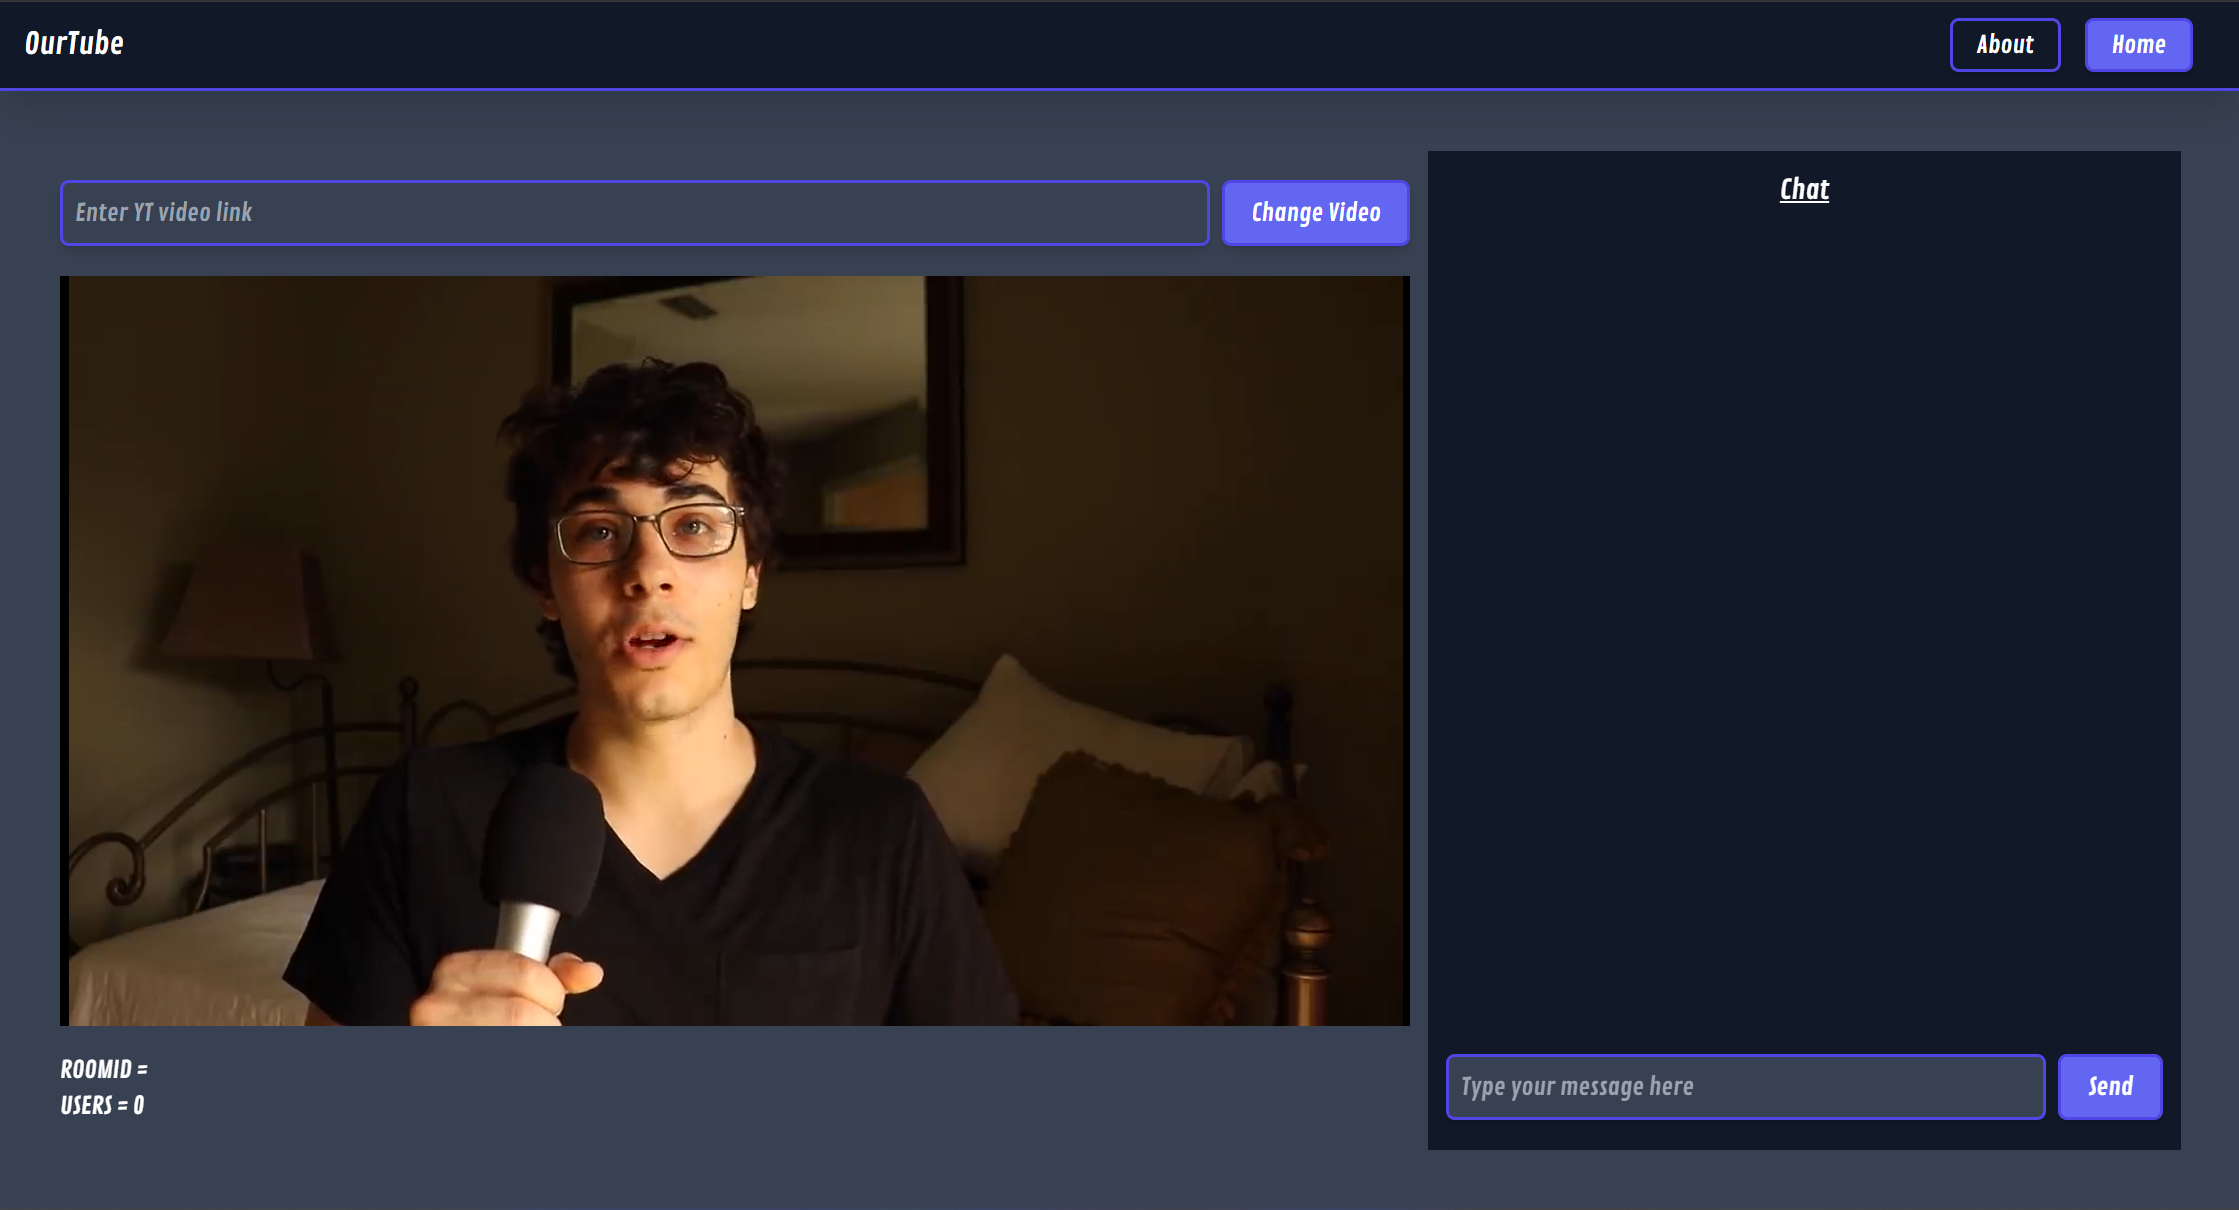 OurTube
About
Home
Enter YT video link
Change Video
Chat
ROOMID =
USERS = 0
Type your message here
Send